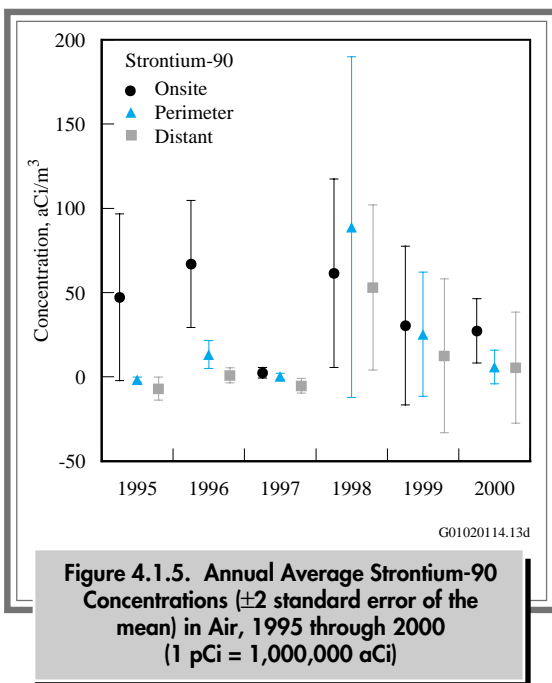 200
150
100
50
0
-50
Concentration, aCi/m³
Strontium-90
Onsite
Perimeter
Distant
1995 1996 1997 1998 1999 2000
G01020114.13d
Figure 4.1.5. Annual Average Strontium-90
Concentrations (±2 standard error of the
mean) in Air, 1995 through 2000
(1 pCi = 1,000,000 aCi)